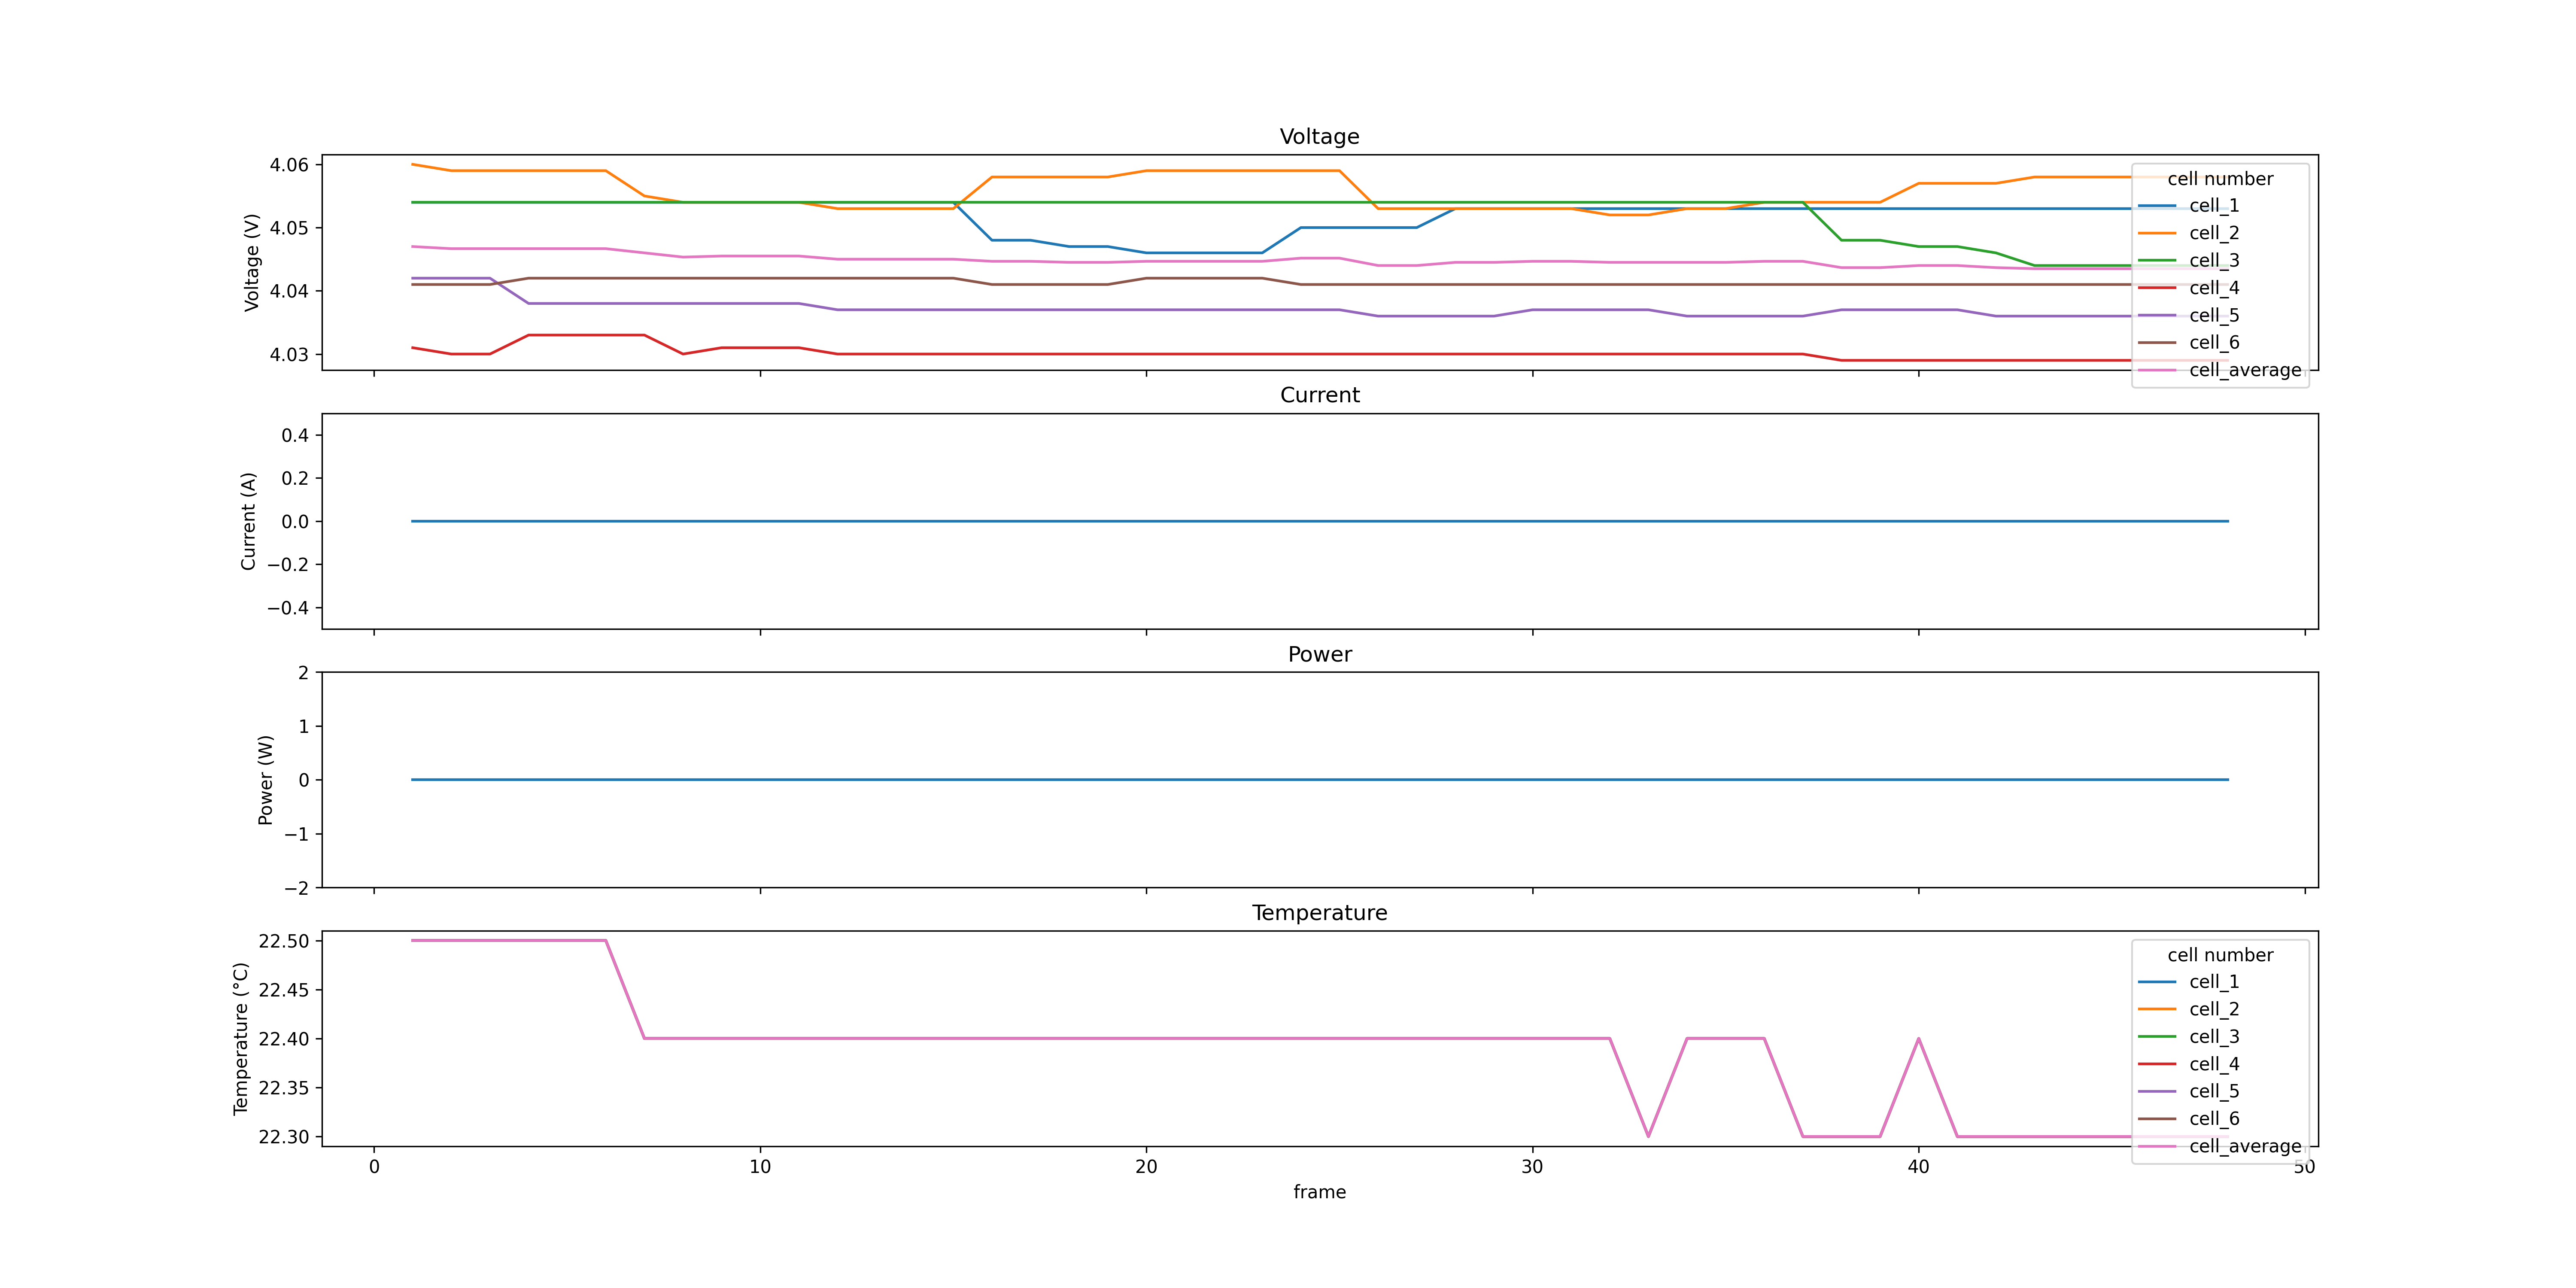 Voltage
4.06
4.05
4.04
4.03
Voltage (V)
cell number
cell_1
cell_2
cell_3
cell_4
cell_5
cell_6
cell_average
Current
0.4
0.2
0.0
−0.2
−0.4
Current (A)
Power
2
1
0
−1
−2
Power (W)
Temperature
22.50
22.45
22.40
22.35
22.30
Temperature (°C)
cell number
cell_1
cell_2
cell_3
cell_4
cell_5
cell_6
cell_average
0 10 20 30 40 50
frame